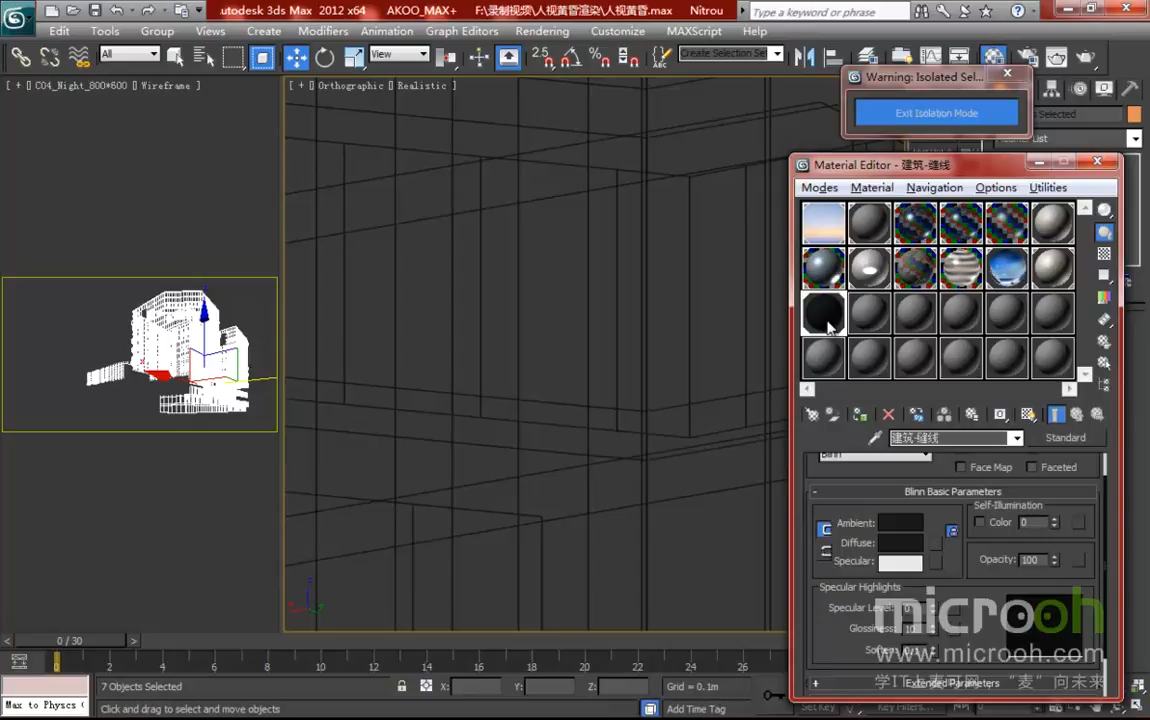 utodesk 3ds Max 2012 x64 AKOO_MAX+ F:\录制视频\人视黄昏渲染\人视黄昏.max Nitrou
Type a keyword or phrase
Edit Tools Group Views Create Modifiers Animation Graph Editors Rendering Customize MAXScript Help
All View 2.5 Create Selection Set
[ + ] C04_Night_800*600 ] Wireframe ]
[ + ] Orthographic ] Realistic ]
Warning: Isolated Sel...
Exit Isolation Mode
Selected
Material Editor - 建筑-缝线
Modes Material Navigation Options Utilities
建筑-缝线 Standard
Blinn
Face Map Faceted
- Blinn Basic Parameters
Self-Illumination
Ambient: Color 0
Diffuse:
Specular: Opacity: 100
Specular Highlights
Specular Level: 0
Glossiness: 10
Soften:
microoh
www.microoh.com
学IT上麦可网 "麦"向未来
+ Extended Parameters
< 0 / 30 >
0 2 4 6 8 10 12 14 16 18 20 22 24 26
7 Objects Selected X: Y: Z: Grid = 0.1m
Max to Physcs (
Click and drag to select and move objects Add Time Tag Set Key Key Filters...